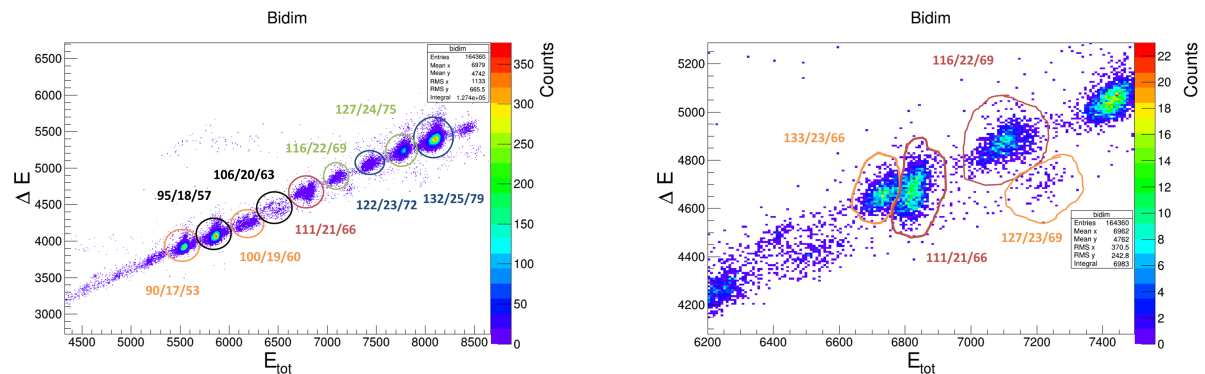 Bidim
bidim
Entries 164360
Mean x 6979
Mean y 4742
RMS x 1133
RMS y 665.5
Integral 1.274e+05
6500
6000
5500
5000
4500
4000
3500
3000
Δ E
4500 5000 5500 6000 6500 7000 7500 8000 8500
E_tot
Counts
350
300
250
200
150
100
50
0
127/24/75
116/22/69
106/20/63
95/18/57
132/25/79
122/23/72
111/21/66
100/19/60
90/17/53
Bidim
116/22/69
133/23/66
127/23/69
111/21/66
bidim
Entries 164360
Mean x 6962
Mean y 4762
RMS x 370.5
RMS y 242.8
Integral 6983
5200
5000
4800
4600
4400
4200
Δ E
6200 6400 6600 6800 7000 7200 7400
E_tot
Counts
22
20
18
16
14
12
10
8
6
4
2
0